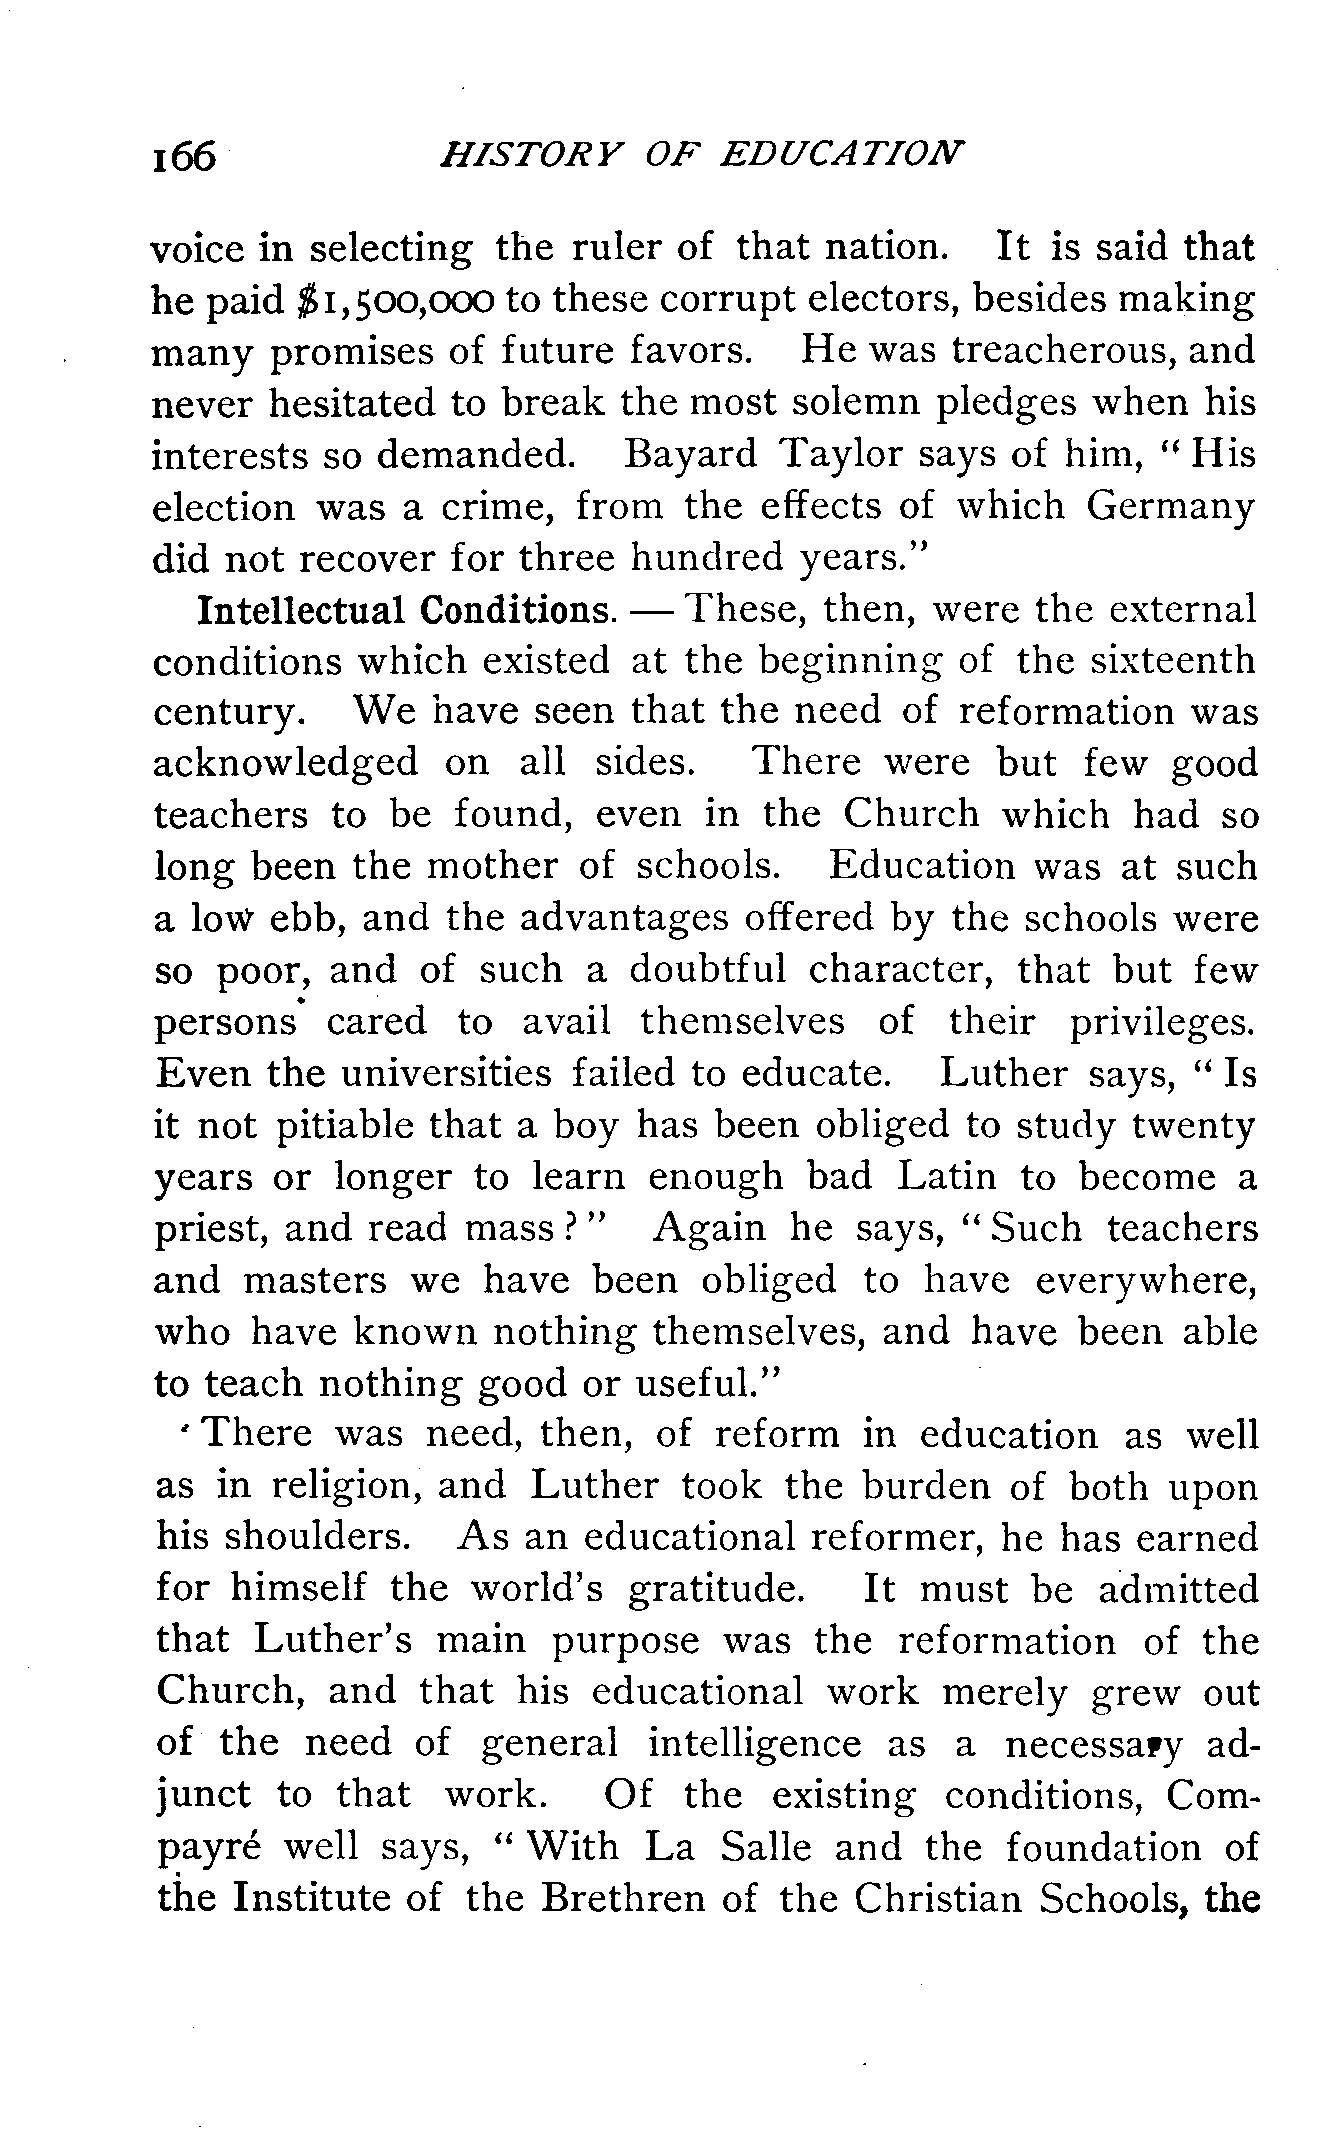 166 HISTORY OF EDUCATION
voice in selecting the ruler of that nation. It is said that
he paid $1,500,000 to these corrupt electors, besides making
many promises of future favors. He was treacherous, and
never hesitated to break the most solemn pledges when his
interests so demanded. Bayard Taylor says of him, "His
election was a crime, from the effects of which Germany
did not recover for three hundred years."
Intellectual Conditions. — These, then, were the external
conditions which existed at the beginning of the sixteenth
century. We have seen that the need of reformation was
acknowledged on all sides. There were but few good
teachers to be found, even in the Church which had so
long been the mother of schools. Education was at such
a low ebb, and the advantages offered by the schools were
so poor, and of such a doubtful character, that but few
persons cared to avail themselves of their privileges.
Even the universities failed to educate. Luther says, "Is
it not pitiable that a boy has been obliged to study twenty
years or longer to learn enough bad Latin to become a
priest, and read mass?" Again he says, "Such teachers
and masters we have been obliged to have everywhere,
who have known nothing themselves, and have been able
to teach nothing good or useful."
There was need, then, of reform in education as well
as in religion, and Luther took the burden of both upon
his shoulders. As an educational reformer, he has earned
for himself the world's gratitude. It must be admitted
that Luther's main purpose was the reformation of the
Church, and that his educational work merely grew out
of the need of general intelligence as a necessary ad-
junct to that work. Of the existing conditions, Com-
payré well says, "With La Salle and the foundation of
the Institute of the Brethren of the Christian Schools, the